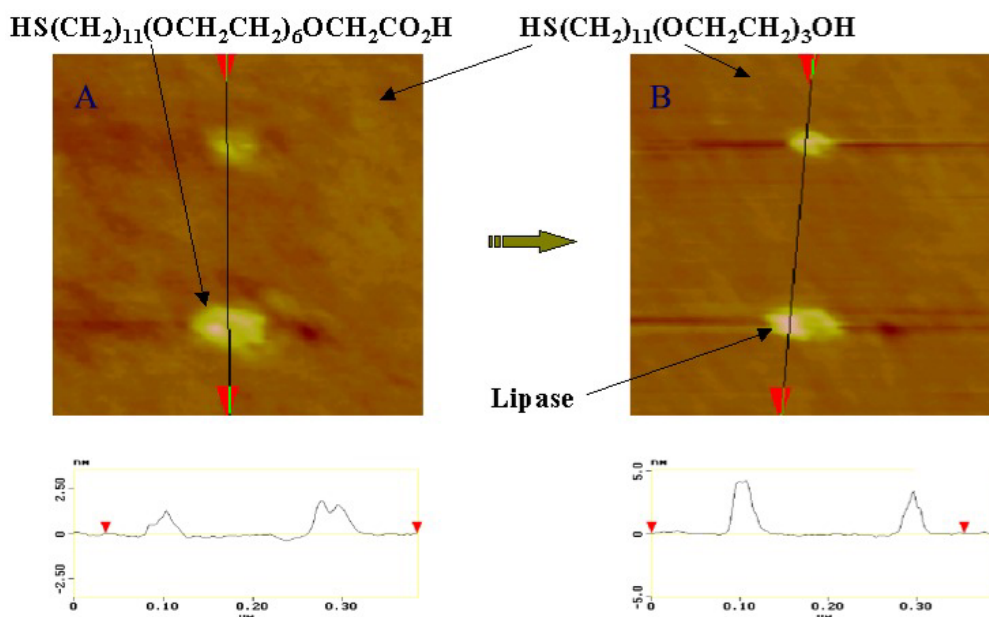 HS(CH₂)₁₁(OCH₂CH₂)₆OCH₂CO₂H
HS(CH₂)₁₁(OCH₂CH₂)₃OH
A
B
Lipase
nM
2.50
0
-2.50
0
0.10
0.20
0.30
nM
5.0
0
-5.0
0
0.10
0.20
0.30